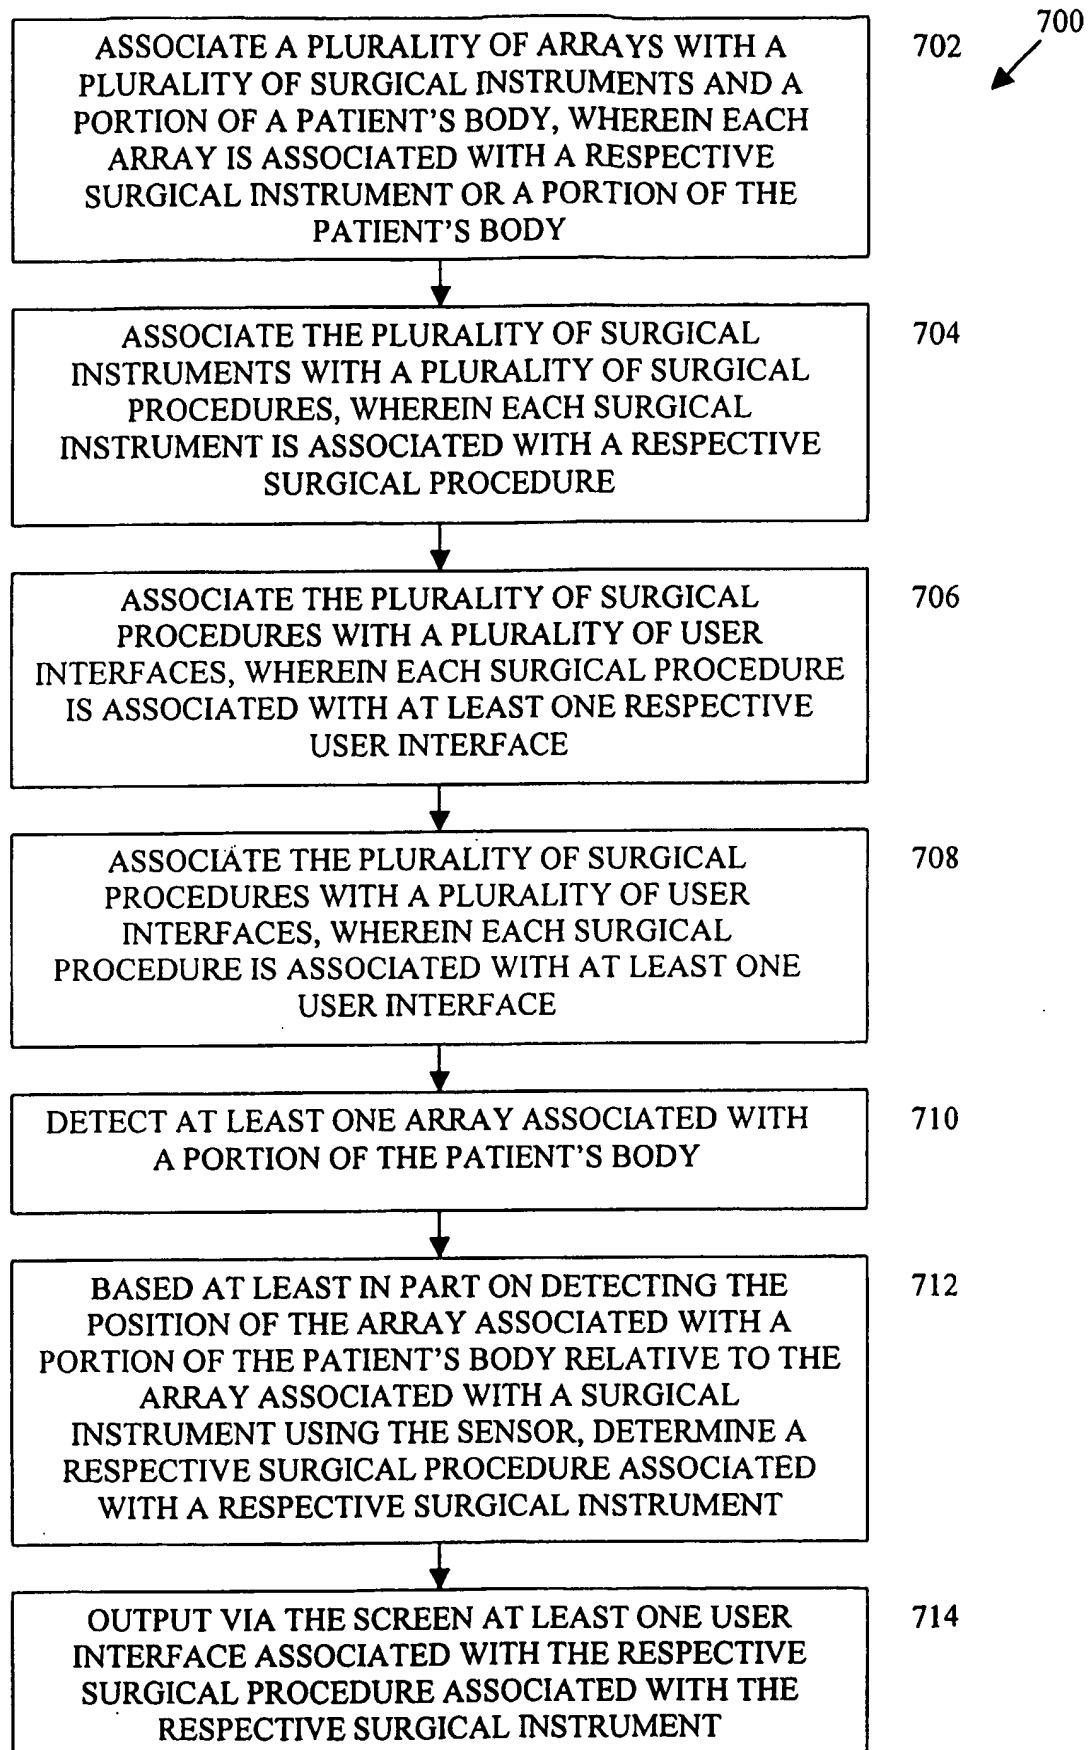 700
ASSOCIATE A PLURALITY OF ARRAYS WITH A
PLURALITY OF SURGICAL INSTRUMENTS AND A
PORTION OF A PATIENT'S BODY, WHEREIN EACH
ARRAY IS ASSOCIATED WITH A RESPECTIVE
SURGICAL INSTRUMENT OR A PORTION OF THE
PATIENT'S BODY
702
ASSOCIATE THE PLURALITY OF SURGICAL
INSTRUMENTS WITH A PLURALITY OF SURGICAL
PROCEDURES, WHEREIN EACH SURGICAL
INSTRUMENT IS ASSOCIATED WITH A RESPECTIVE
SURGICAL PROCEDURE
704
ASSOCIATE THE PLURALITY OF SURGICAL
PROCEDURES WITH A PLURALITY OF USER
INTERFACES, WHEREIN EACH SURGICAL PROCEDURE
IS ASSOCIATED WITH AT LEAST ONE RESPECTIVE
USER INTERFACE
706
ASSOCIATE THE PLURALITY OF SURGICAL
PROCEDURES WITH A PLURALITY OF USER
INTERFACES, WHEREIN EACH SURGICAL
PROCEDURE IS ASSOCIATED WITH AT LEAST ONE
USER INTERFACE
708
DETECT AT LEAST ONE ARRAY ASSOCIATED WITH
A PORTION OF THE PATIENT'S BODY
710
BASED AT LEAST IN PART ON DETECTING THE
POSITION OF THE ARRAY ASSOCIATED WITH A
PORTION OF THE PATIENT'S BODY RELATIVE TO THE
ARRAY ASSOCIATED WITH A SURGICAL
INSTRUMENT USING THE SENSOR, DETERMINE A
RESPECTIVE SURGICAL PROCEDURE ASSOCIATED
WITH A RESPECTIVE SURGICAL INSTRUMENT
712
OUTPUT VIA THE SCREEN AT LEAST ONE USER
INTERFACE ASSOCIATED WITH THE RESPECTIVE
SURGICAL PROCEDURE ASSOCIATED WITH THE
RESPECTIVE SURGICAL INSTRUMENT
714